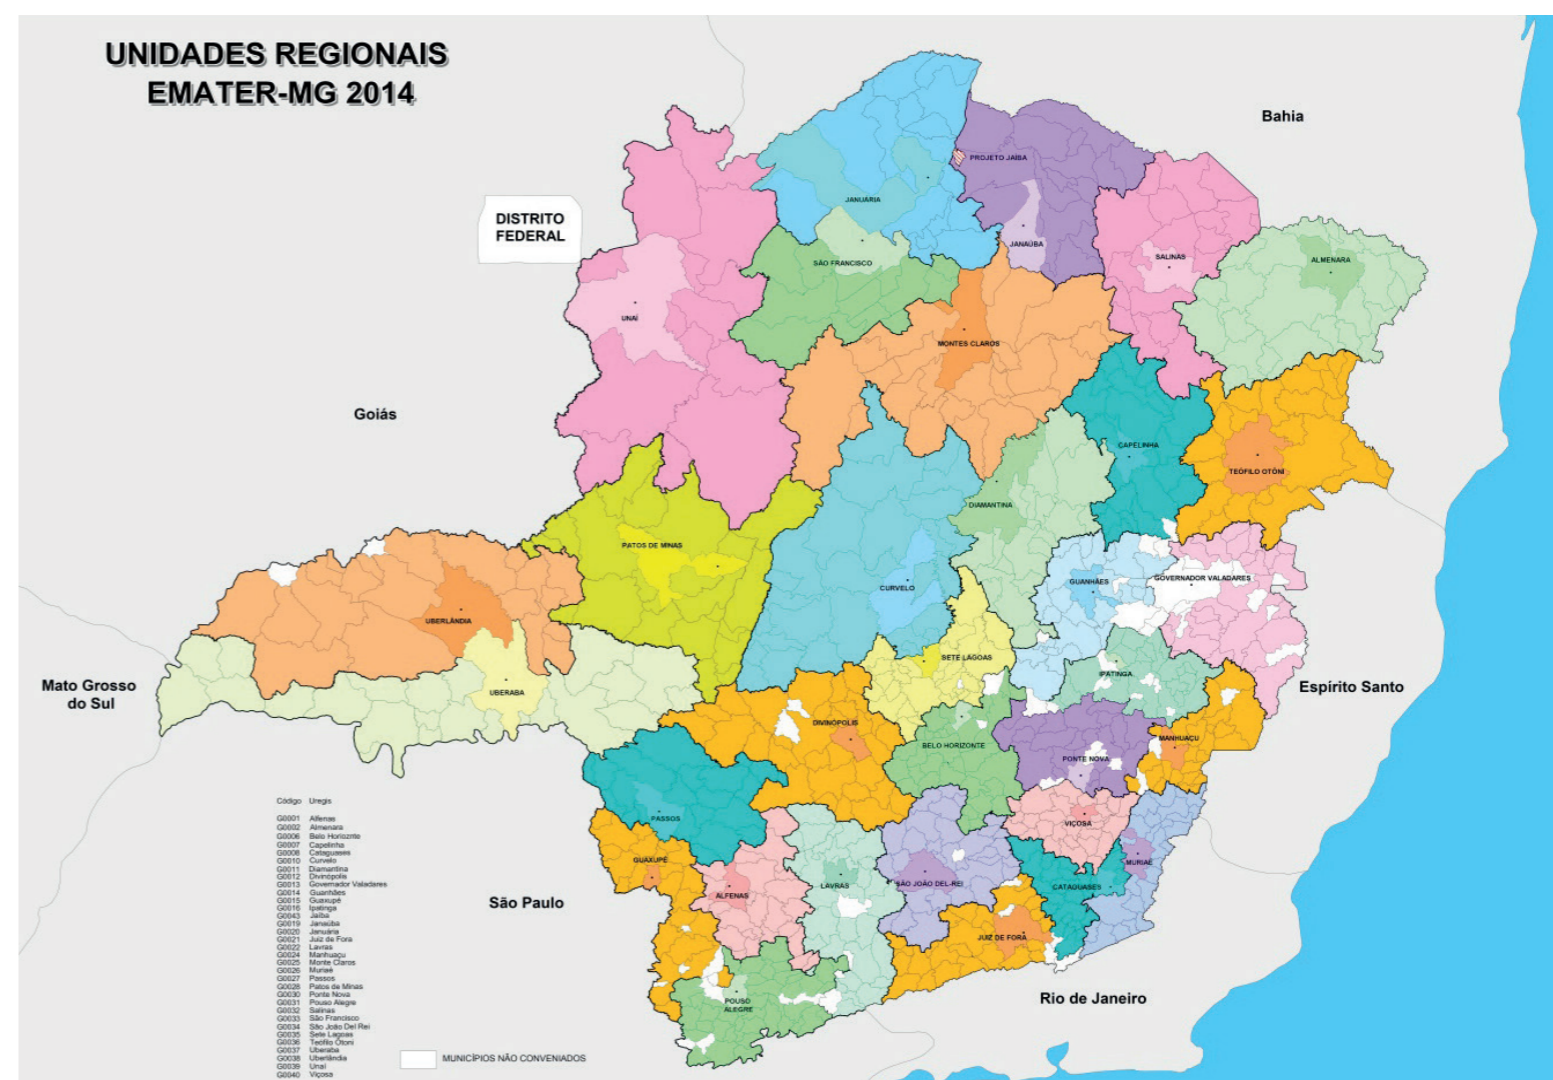 UNIDADES REGIONAIS
EMATER-MG 2014
Bahia
PROJETO JAÍBA
JANUÁRIA
DISTRITO
FEDERAL
JANAÚBA
SÃO FRANCISCO
SALINAS
ALMENARA
UNAÍ
MONTES CLAROS
Goiás
CAPELINHA
TEÓFILO OTÔNI
DIAMANTINA
PATOS DE MINAS
GUANHÃES
GOVERNADOR VALADARES
CURVELO
UBERLÂNDIA
SETE LAGOAS
IPATINGA
Mato Grosso
do Sul
UBERABA
Espírito Santo
DIVINÓPOLIS
BELO HORIZONTE
MANHUAÇU
PONTE NOVA
PASSOS
VIÇOSA
GUAXUPÉ
MURIAÉ
ALFENAS
LAVRAS
SÃO JOÃO DEL-REI
CATAGUASES
São Paulo
JUIZ DE FORA
POUSO
ALEGRE
Rio de Janeiro
Código Uregis
G0001 Alfenas
G0002 Almenara
G0006 Belo Horioznte
G0007 Capelinha
G0008 Cataguases
G0010 Curvelo
G0011 Diamantina
G0012 Divinópolis
G0013 Governador Valadares
G0014 Guanhães
G0015 Guaxupé
G0016 Ipatinga
G0043 Jaíba
G0019 Janaúba
G0020 Januária
G0021 Juiz de Fora
G0022 Lavras
G0024 Manhuaçu
G0025 Monte Claros
G0026 Muriaé
G0027 Passos
G0028 Patos de Minas
G0030 Ponte Nova
G0031 Pouso Alegre
G0032 Salinas
G0033 São Francisco
G0034 São João Del Rei
G0035 Sete Lagoas
G0036 Teófilo Otoni
G0037 Uberaba
G0038 Uberlândia
G0039 Unaí
G0040 Viçosa
MUNICÍPIOS NÃO CONVENIADOS